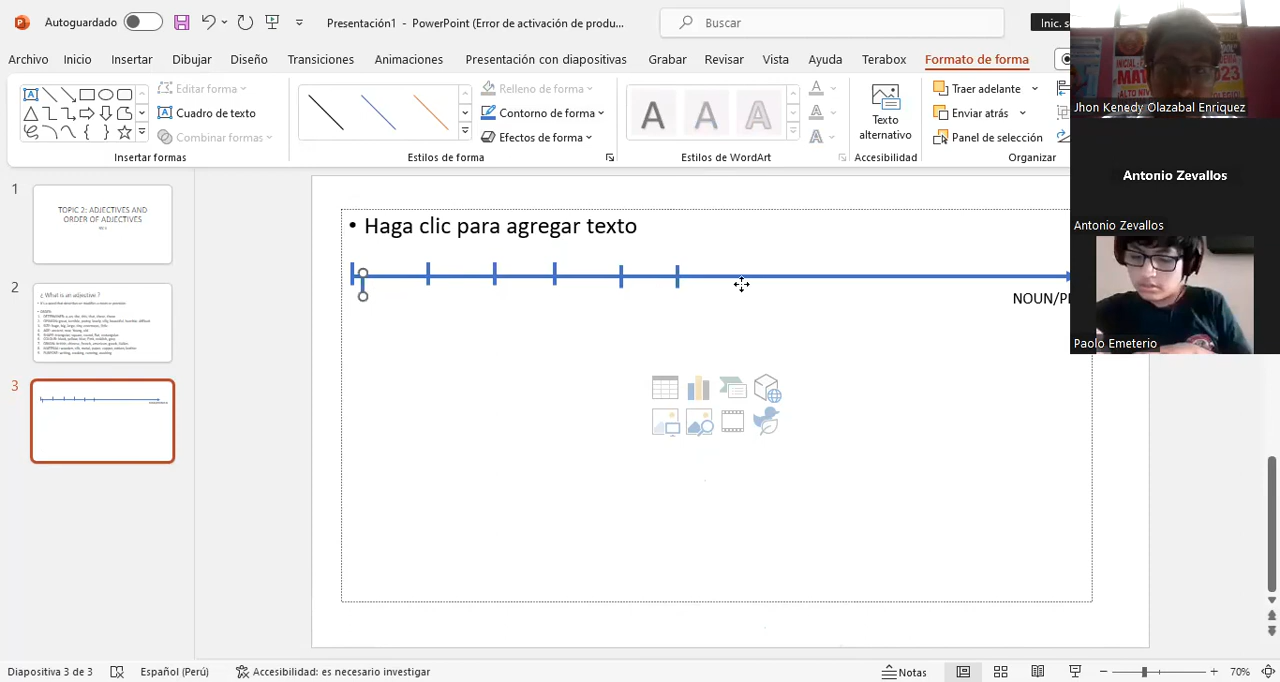 Autoguardado
Presentación1 - PowerPoint (Error de activación de produ...
Buscar
Inic. s
Archivo Inicio Insertar Dibujar Diseño Transiciones Animaciones Presentación con diapositivas Grabar Revisar Vista Ayuda Terabox Formato de forma
Editar forma
Cuadro de texto
Combinar formas
Insertar formas
Relleno de forma
Contorno de forma
Efectos de forma
Estilos de forma
A A A
Estilos de WordArt
Texto
alternativo
Accesibilidad
Traer adelante
Enviar atrás
Panel de selección
Organizar
Jhon Kenedy Olazabal Enriquez
Antonio Zevallos
Antonio Zevallos
Paolo Emeterio
1
TOPIC 2: ADJECTIVES AND
ORDER OF ADJECTIVES
2
¿ What is an adjective ?
3
• Haga clic para agregar texto
NOUN/P
Diapositiva 3 de 3
Español (Perú)
Accesibilidad: es necesario investigar
Notas
70%